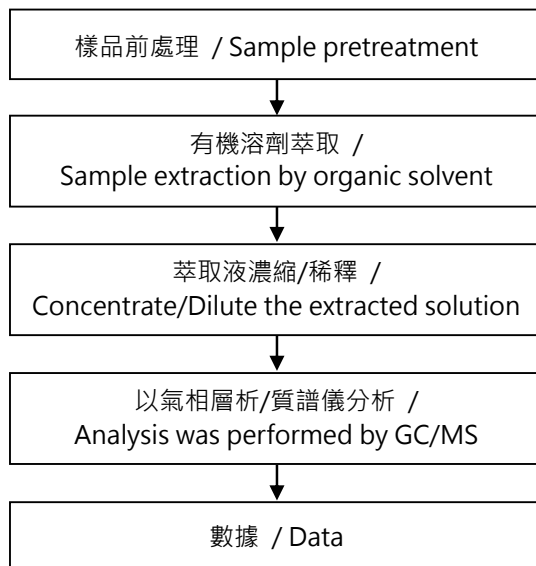 樣品前處理 / Sample pretreatment
有機溶劑萃取 /
Sample extraction by organic solvent
萃取液濃縮/稀釋 /
Concentrate/Dilute the extracted solution
以氣相層析/質譜儀分析 /
Analysis was performed by GC/MS
數據 / Data